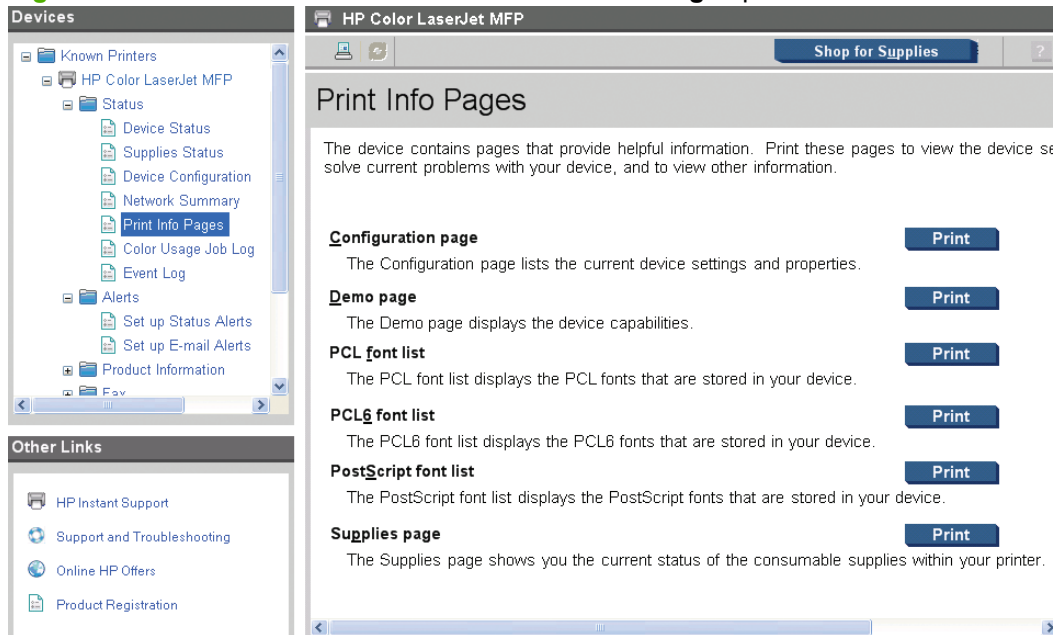 Devices
Known Printers
HP Color LaserJet MFP
Status
Device Status
Supplies Status
Device Configuration
Network Summary
Print Info Pages
Color Usage Job Log
Event Log
Alerts
Set up Status Alerts
Set up E-mail Alerts
Product Information
Fax
Other Links
HP Instant Support
Support and Troubleshooting
Online HP Offers
Product Registration
HP Color LaserJet MFP
Shop for Supplies
?
Print Info Pages
The device contains pages that provide helpful information. Print these pages to view the device se
solve current problems with your device, and to view other information.
Configuration page Print
The Configuration page lists the current device settings and properties.
Demo page Print
The Demo page displays the device capabilities.
PCL font list Print
The PCL font list displays the PCL fonts that are stored in your device.
PCL6 font list Print
The PCL6 font list displays the PCL6 fonts that are stored in your device.
PostScript font list Print
The PostScript font list displays the PostScript fonts that are stored in your device.
Supplies page Print
The Supplies page shows you the current status of the consumable supplies within your printer.